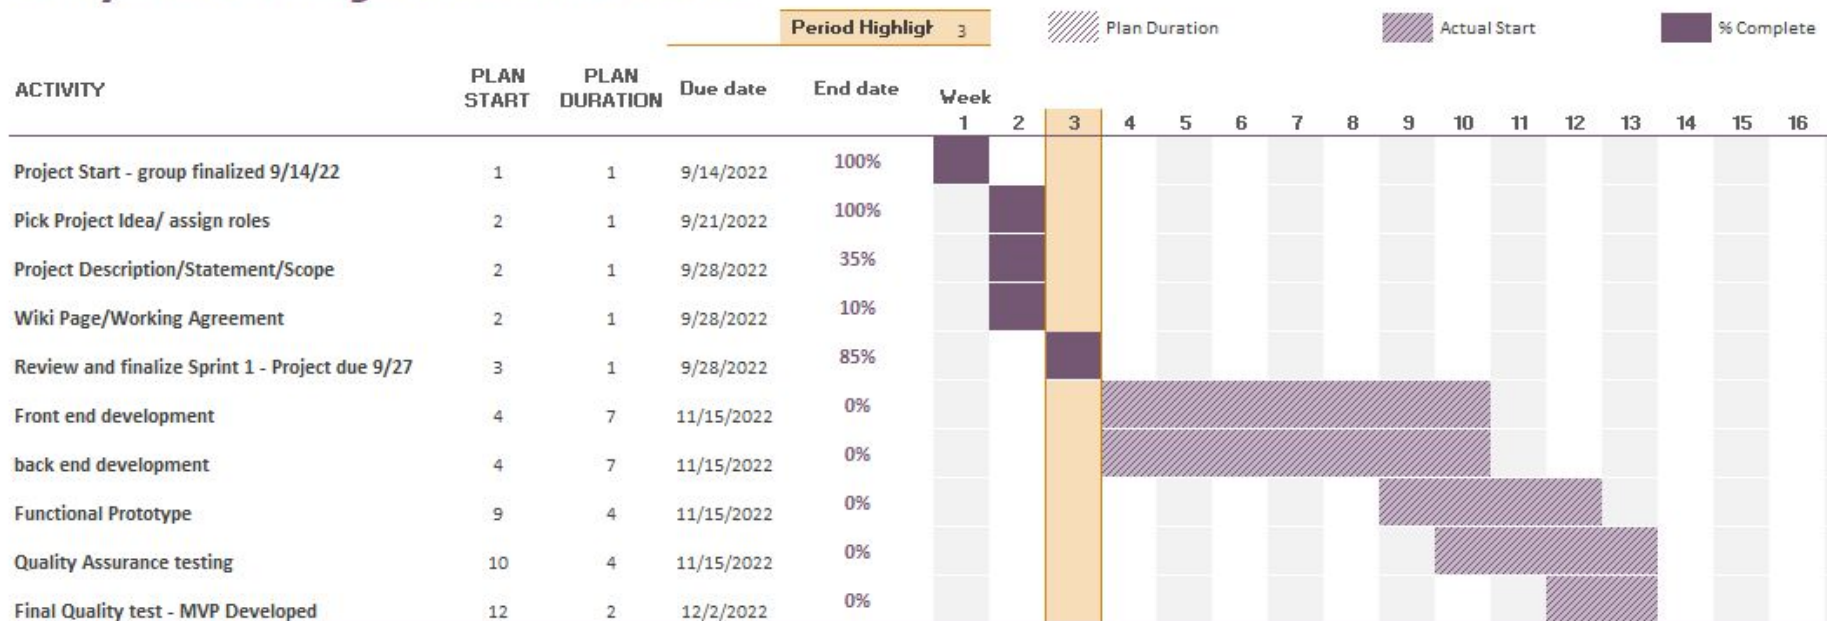 Period Highligh 3 Plan Duration Actual Start % Complete
ACTIVITY PLAN START PLAN DURATION Due date End date Week
1 2 3 4 5 6 7 8 9 10 11 12 13 14 15 16
Project Start - group finalized 9/14/22 1 1 9/14/2022 100%
Pick Project Idea/ assign roles 2 1 9/21/2022 100%
Project Description/Statement/Scope 2 1 9/28/2022 35%
Wiki Page/Working Agreement 2 1 9/28/2022 10%
Review and finalize Sprint 1 - Project due 9/27 3 1 9/28/2022 85%
Front end development 4 7 11/15/2022 0%
back end development 4 7 11/15/2022 0%
Functional Prototype 9 4 11/15/2022 0%
Quality Assurance testing 10 4 11/15/2022 0%
Final Quality test - MVP Developed 12 2 12/2/2022 0%